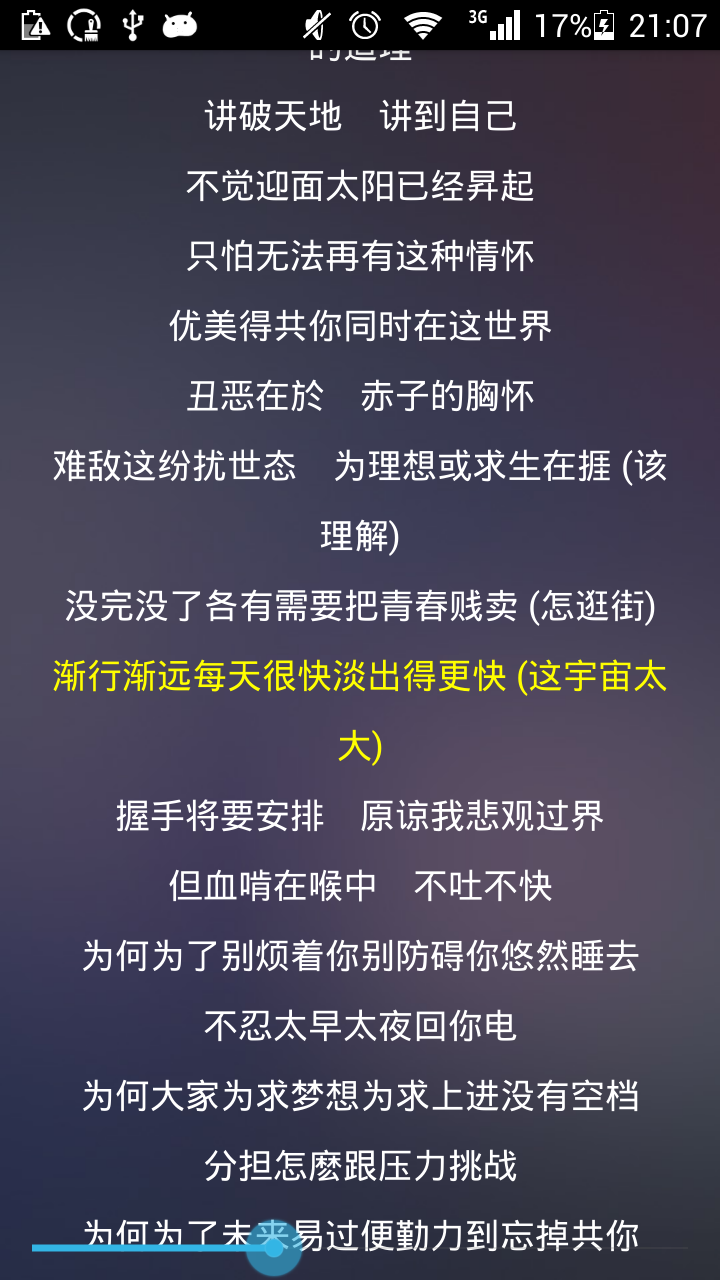 3G 17% 21:07
的道理
讲破天地　讲到自己
不觉迎面太阳已经昇起
只怕无法再有这种情怀
优美得共你同时在这世界
丑恶在於　赤子的胸怀
难敌这纷扰世态　为理想或求生在捱 (该
理解)
没完没了各有需要把青春贱卖 (怎逛街)
渐行渐远每天很快淡出得更快 (这宇宙太
大)
握手将要安排　原谅我悲观过界
但血啃在喉中　不吐不快
为何为了别烦着你别防碍你悠然睡去
不忍太早太夜回你电
为何大家为求梦想为求上进没有空档
分担怎麽跟压力挑战
为何为了未来易过便勤力到忘掉共你